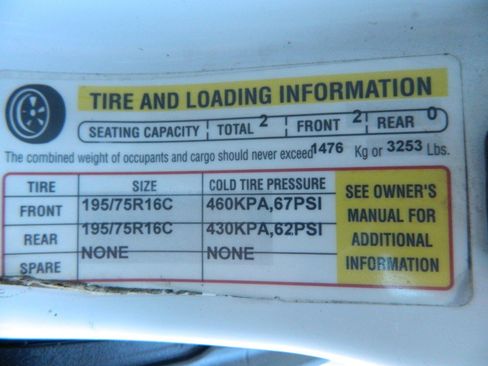 TIRE AND LOADING INFORMATION
SEATING CAPACITY TOTAL 2 FRONT 2 REAR 0
The combined weight of occupants and cargo should never exceed 1476 Kg or 3253 Lbs.
TIRE SIZE COLD TIRE PRESSURE
FRONT 195/75R16C 460KPA,67PSI
REAR 195/75R16C 430KPA,62PSI
SPARE NONE NONE
SEE OWNER'S
MANUAL FOR
ADDITIONAL
INFORMATION